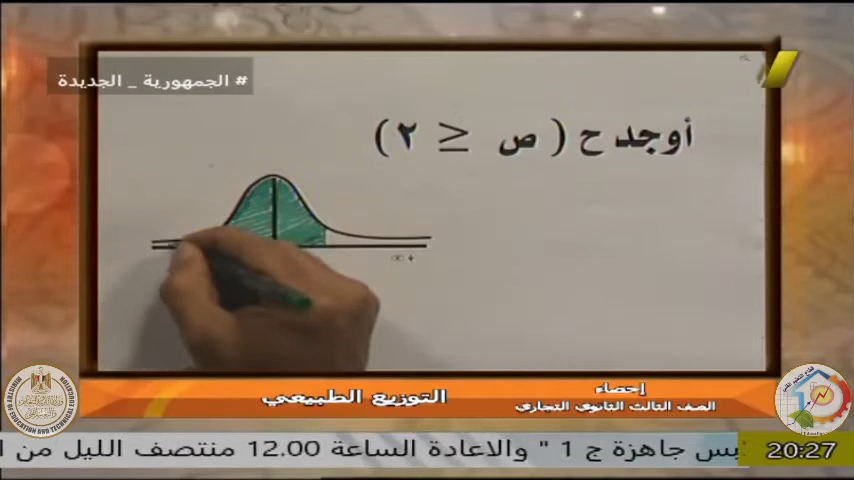 # الجمهورية _ الجديدة
أوجد ح ( ص ≥ ٢ )
∞ +
إحصاء
الصف الثالث الثانوي التجاري
التوزيع الطبيعي
بس جاهزة ج 1 " والاعادة الساعة 12.00 منتصف الليل من ا
20:27